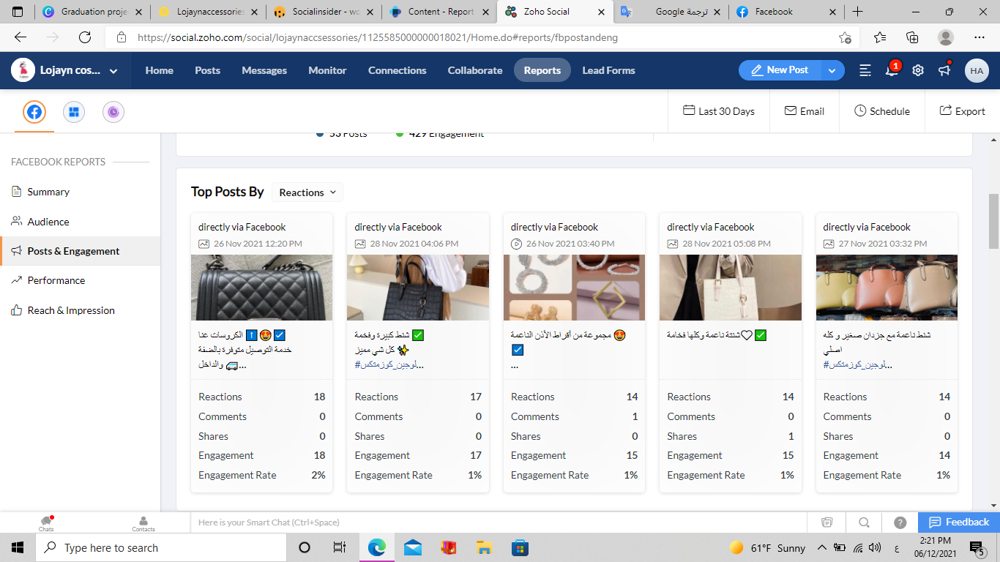 Graduation proje
Lojaynaccessories
Socialinsider - wo
Content - Report
Zoho Social
ترجمة Google
Facebook
https://social.zoho.com/social/lojaynaccsessories/1125585000000018021/Home.do#reports/fbpostandeng
Lojayn cos...
Home
Posts
Messages
Monitor
Connections
Collaborate
Reports
Lead Forms
New Post
1
HA
Last 30 Days
Email
Schedule
Export
53 Posts
429 Engagement
FACEBOOK REPORTS
Summary
Audience
Posts & Engagement
Performance
Reach & Impression
Top Posts By Reactions
directly via Facebook
26 Nov 2021 12:20 PM
الكروسات عنا ⬆️ 🤩 ☑️
خدمة التوصيل متوفرة بالضفة
والداخل 🚐...
Reactions 18
Comments 0
Shares 0
Engagement 18
Engagement Rate 2%
directly via Facebook
28 Nov 2021 04:06 PM
شنط كبيرة وفخمة ✅
كل شي مميز ✨
#لوجين_كوزمتكس...
Reactions 17
Comments 0
Shares 0
Engagement 17
Engagement Rate 1%
directly via Facebook
26 Nov 2021 03:40 PM
مجموعة من أقراط الأذن الناعمة 🤩
☑️
...
Reactions 14
Comments 1
Shares 0
Engagement 15
Engagement Rate 1%
directly via Facebook
28 Nov 2021 05:08 PM
شنتة ناعمة وكلها فخامة🤍✅
Reactions 14
Comments 0
Shares 1
Engagement 15
Engagement Rate 1%
directly via Facebook
27 Nov 2021 03:32 PM
شنط ناعمة مع جزدان صغير و كله
اصلي
#لوجين_كوزمتكس...
Reactions 14
Comments 0
Shares 0
Engagement 14
Engagement Rate 1%
Chats
Contacts
Here is your Smart Chat (Ctrl+Space)
Feedback
Type here to search
61°F Sunny
ع
2:21 PM
06/12/2021
5